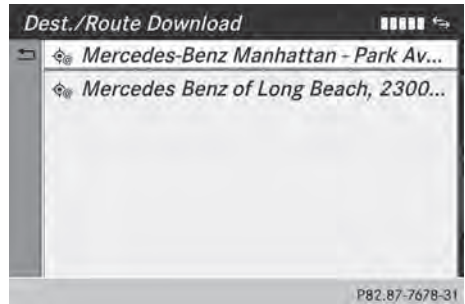 Dest./Route Download
Mercedes-Benz Manhattan - Park Av...
Mercedes Benz of Long Beach, 2300...
P82.87-7678-31